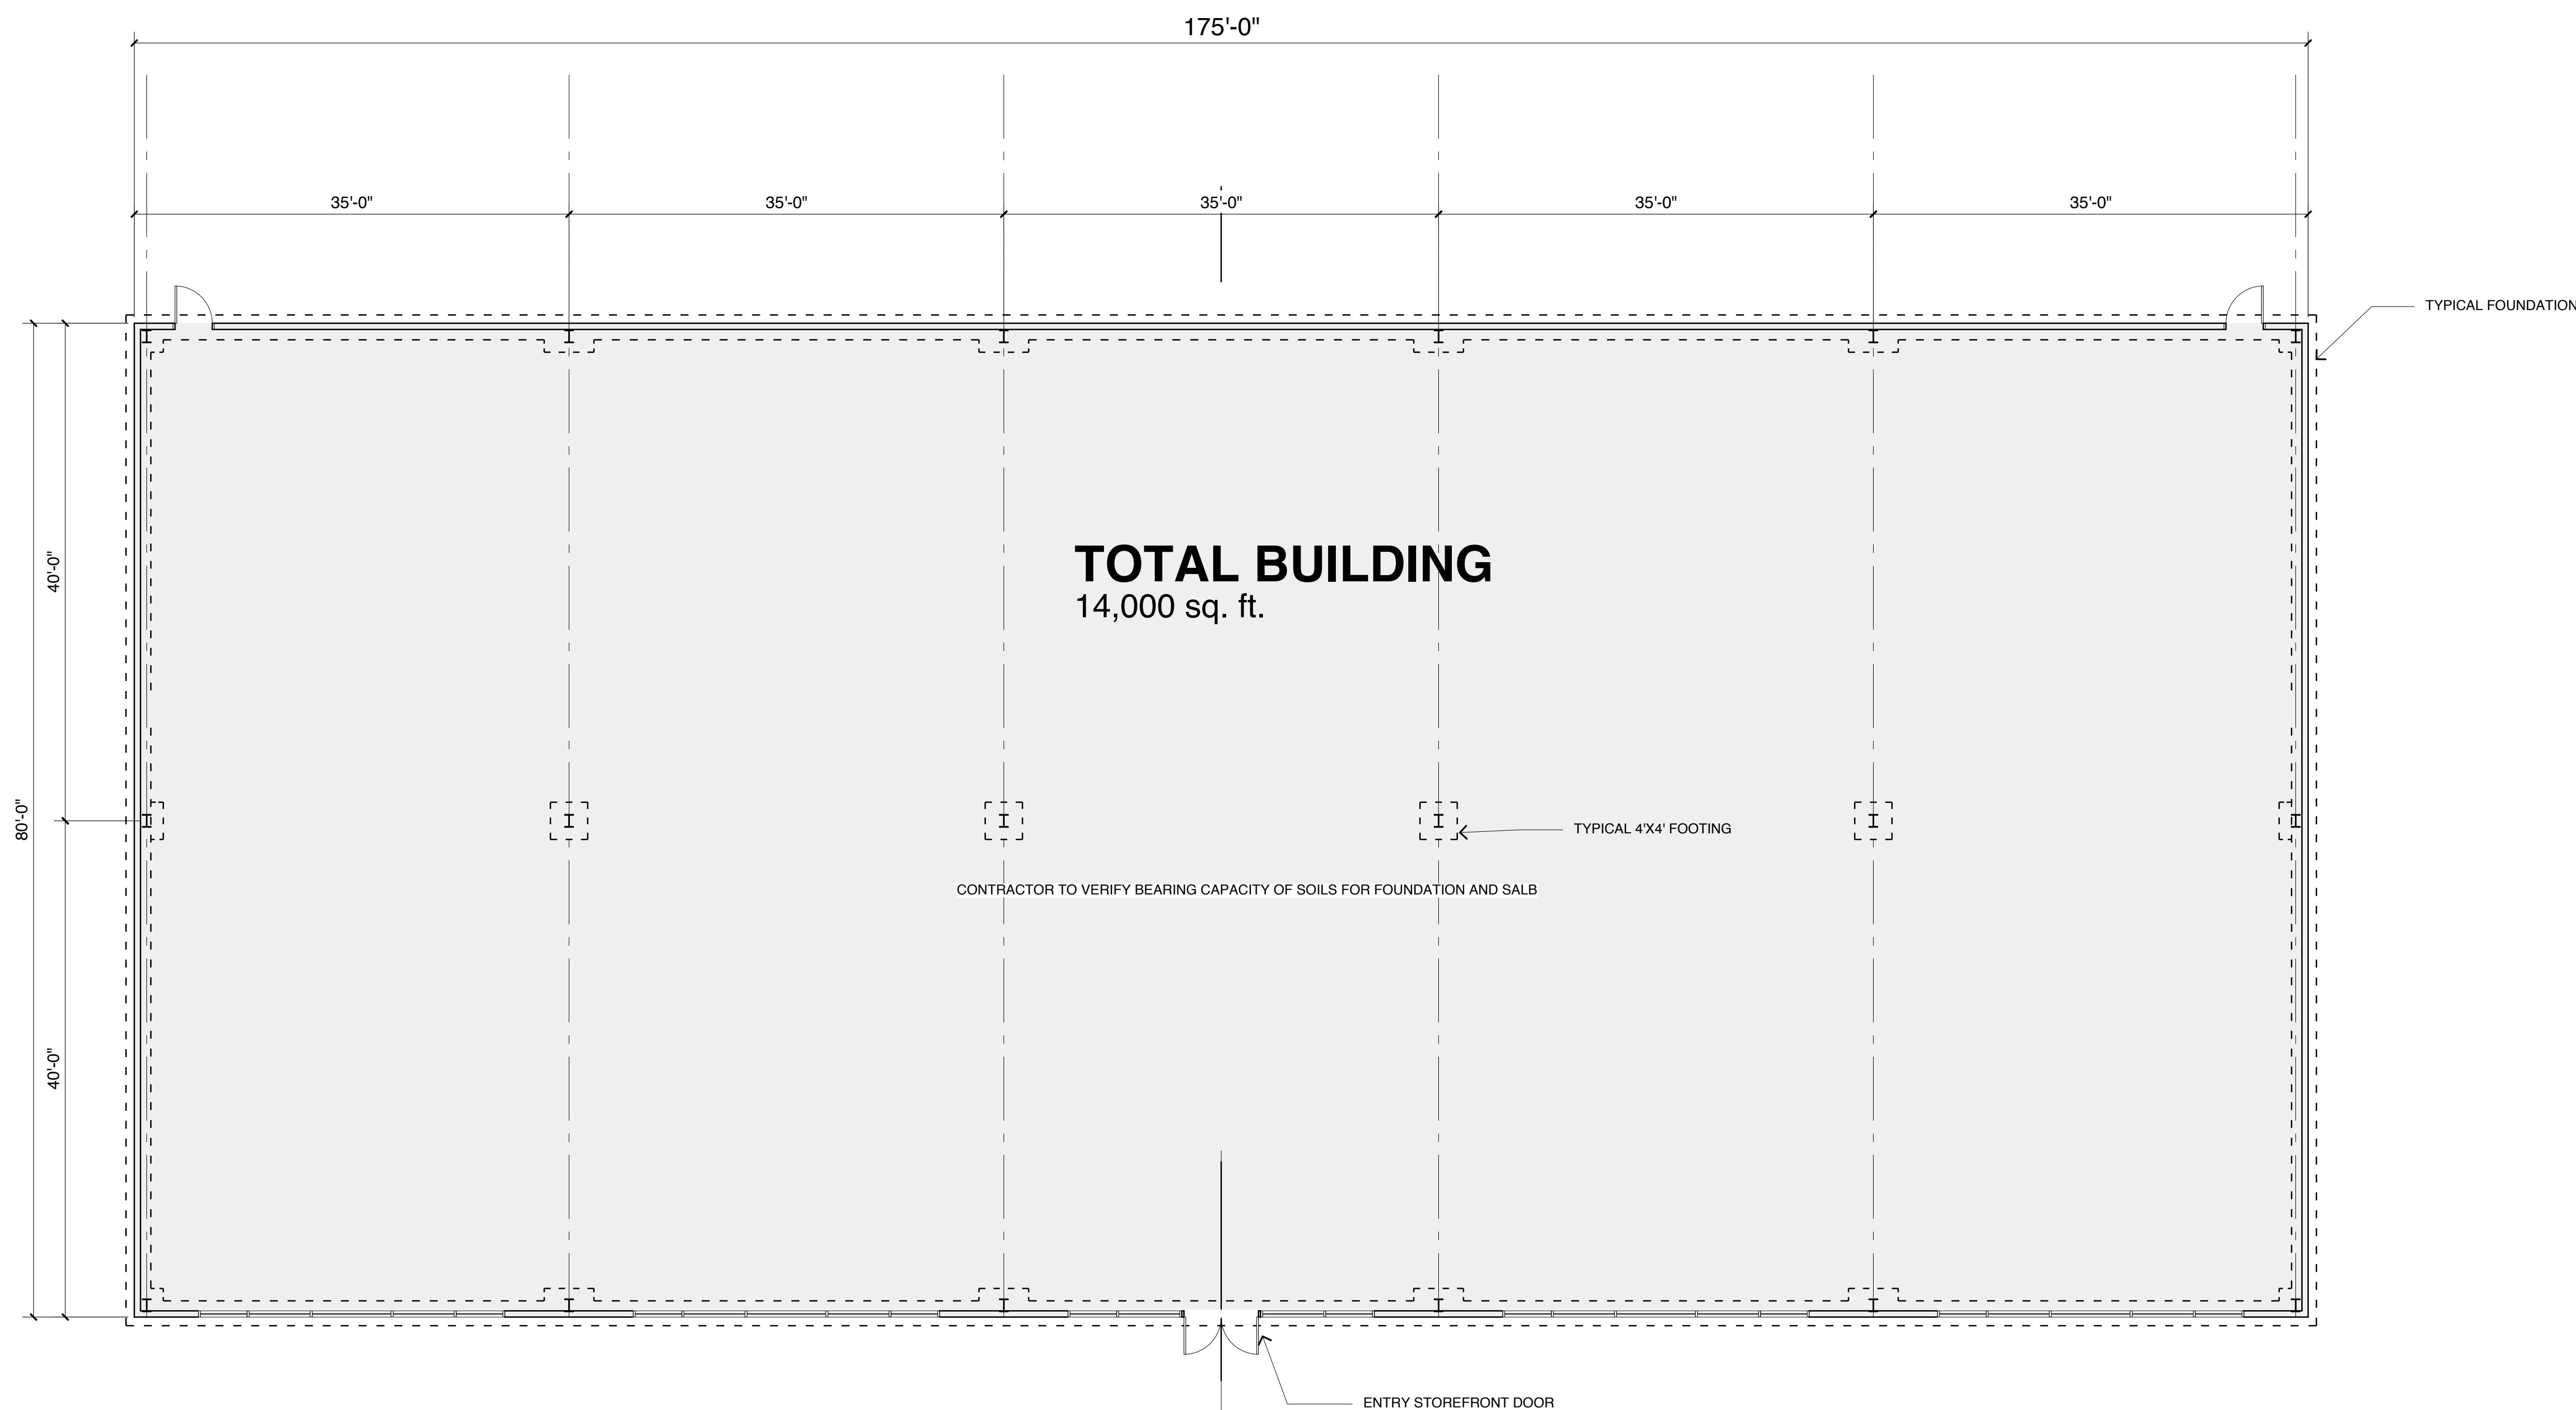 175'-0"
35'-0"
35'-0"
35'-0"
35'-0"
35'-0"
TYPICAL FOUNDATION
40'-0"
TOTAL BUILDING
14,000 sq. ft.
80'-0"
TYPICAL 4'X4' FOOTING
CONTRACTOR TO VERIFY BEARING CAPACITY OF SOILS FOR FOUNDATION AND SALB
40'-0"
ENTRY STOREFRONT DOOR